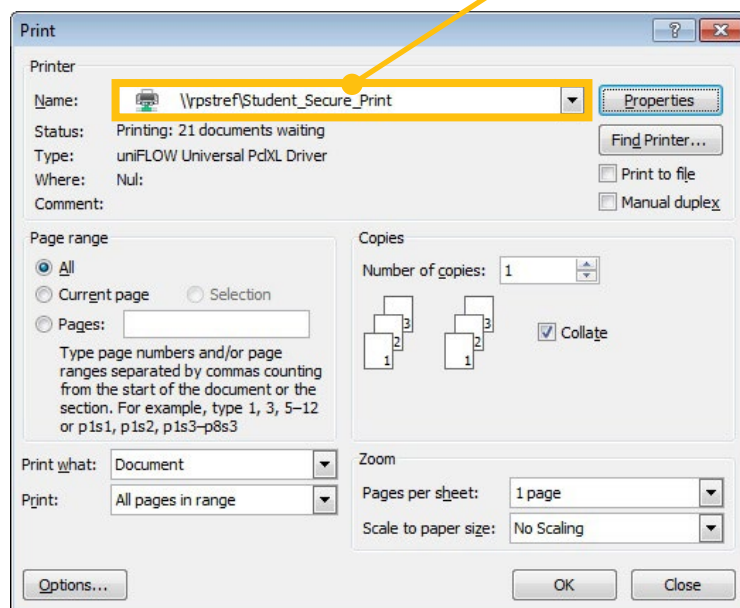 Print
Printer
Name: \\rpstref\Student_Secure_Print
Properties
Status: Printing: 21 documents waiting
Find Printer...
Type: uniFLOW Universal PclXL Driver
Where: Nul:
Print to file
Comment:
Manual duplex
Page range
All
Current page Selection
Pages:
Type page numbers and/or page
ranges separated by commas counting
from the start of the document or the
section. For example, type 1, 3, 5–12
or p1s1, p1s2, p1s3–p8s3
Copies
Number of copies: 1
3 3
2 2
1 1
Collate
Print what: Document
Print: All pages in range
Zoom
Pages per sheet: 1 page
Scale to paper size: No Scaling
Options...
OK
Close